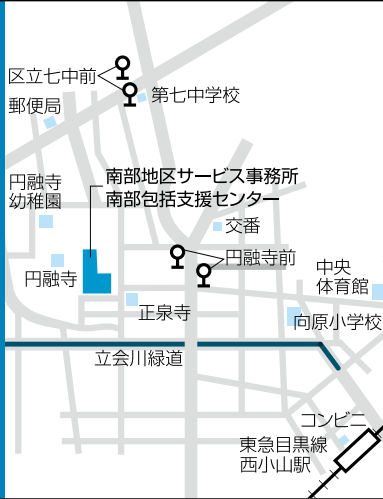 区立七中前
郵便局
第七中学校
円融寺
幼稚園
南部地区サービス事務所
南部包括支援センター
交番
円融寺前
円融寺
中央
体育館
正泉寺
向原小学校
立会川緑道
コンビニ
東急目黒線
西小山駅